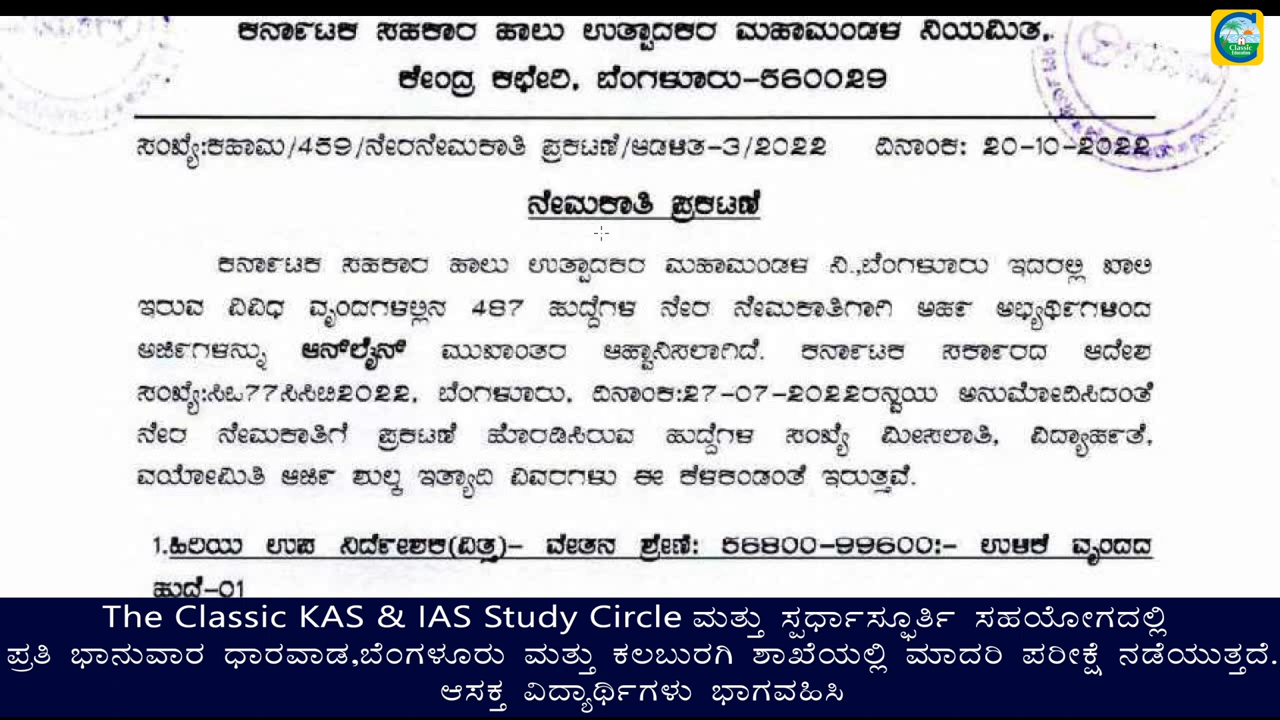 ಕರ್ನಾಟಕ ಸಹಕಾರ ಹಾಲು ಉತ್ಪಾದಕರ ಮಹಾಮಂಡಳ ನಿಯಮಿತ,
ಕೇಂದ್ರ ಕಛೇರಿ, ಬೆಂಗಳೂರು-560029
ಸಂಖ್ಯೆ:ಕಹಾಮ/459/ನೇರನೇಮಕಾತಿ ಪ್ರಕಟಣೆ/ಆಡಳಿತ-3/2022 ದಿನಾಂಕ: 20-10-2022
ನೇಮಕಾತಿ ಪ್ರಕಟಣೆ
ಕರ್ನಾಟಕ ಸಹಕಾರ ಹಾಲು ಉತ್ಪಾದಕರ ಮಹಾಮಂಡಳ ನಿ.,ಬೆಂಗಳೂರು ಇದರಲ್ಲಿ ಖಾಲಿ
ಇರುವ ವಿವಿಧ ವೃಂದಗಳಲ್ಲಿನ 487 ಹುದ್ದೆಗಳ ನೇರ ನೇಮಕಾತಿಗಾಗಿ ಅರ್ಹ ಅಭ್ಯರ್ಥಿಗಳಿಂದ
ಅರ್ಜಿಗಳನ್ನು ಆನ್‌ಲೈನ್ ಮುಖಾಂತರ ಆಹ್ವಾನಿಸಲಾಗಿದೆ. ಕರ್ನಾಟಕ ಸರ್ಕಾರದ ಆದೇಶ
ಸಂಖ್ಯೆ:ಸಿಒ77ಸಿಸಿಬಿ2022, ಬೆಂಗಳೂರು, ದಿನಾಂಕ:27-07-2022ರನ್ವಯ ಅನುಮೋದಿಸಿದಂತೆ
ನೇರ ನೇಮಕಾತಿಗೆ ಪ್ರಕಟಣೆ ಹೊರಡಿಸಿರುವ ಹುದ್ದೆಗಳ ಸಂಖ್ಯೆ ಮೀಸಲಾತಿ, ವಿದ್ಯಾರ್ಹತೆ,
ವಯೋಮಿತಿ ಅರ್ಜಿ ಶುಲ್ಕ ಇತ್ಯಾದಿ ವಿವರಗಳು ಈ ಕೆಳಕಂಡಂತೆ ಇರುತ್ತವೆ.
1.ಹಿರಿಯ ಉಪ ನಿರ್ದೇಶಕ(ವಿತ್ತ)- ವೇತನ ಶ್ರೇಣಿ: 56800-99600:- ಉಳಿಕೆ ವೃಂದದ
ಹುದ್ದೆ-01
The Classic KAS & IAS Study Circle ಮತ್ತು ಸ್ಪರ್ಧಾಸ್ಫೂರ್ತಿ ಸಹಯೋಗದಲ್ಲಿ
ಪ್ರತಿ ಭಾನುವಾರ ಧಾರವಾಡ,ಬೆಂಗಳೂರು ಮತ್ತು ಕಲಬುರಗಿ ಶಾಖೆಯಲ್ಲಿ ಮಾದರಿ ಪರೀಕ್ಷೆ ನಡೆಯುತ್ತದೆ.
ಆಸಕ್ತ ವಿದ್ಯಾರ್ಥಿಗಳು ಭಾಗವಹಿಸಿ
Classic
Education